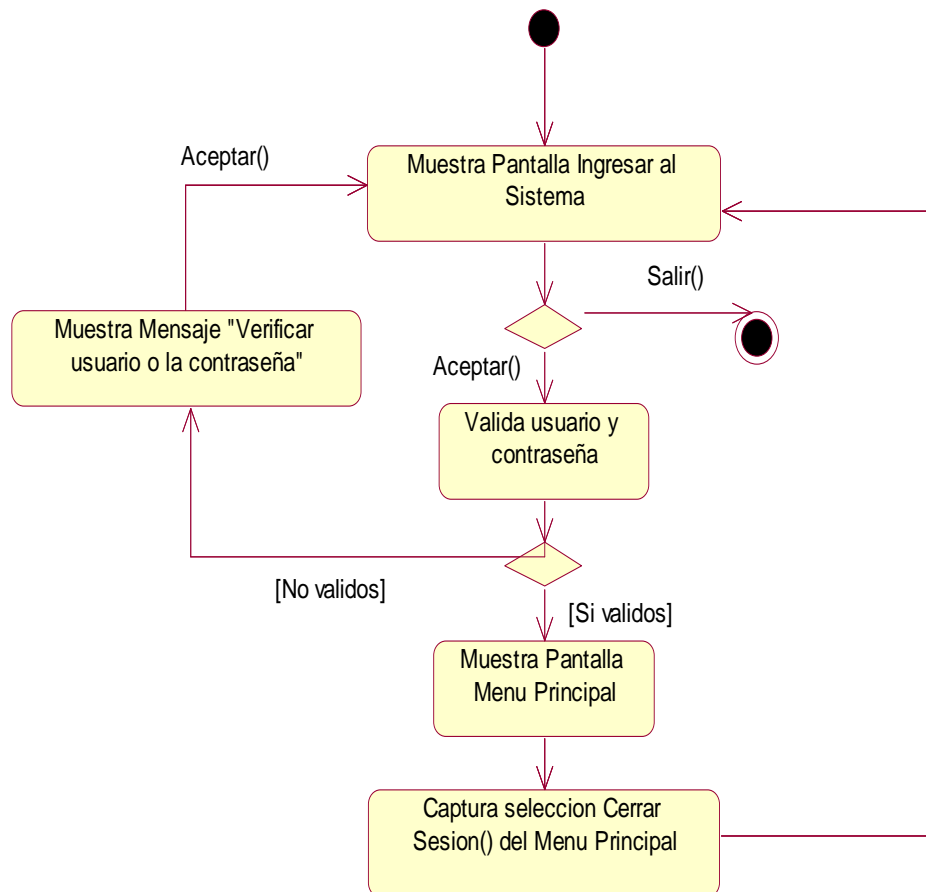 Aceptar()
Muestra Pantalla Ingresar al
Sistema
Salir()
Muestra Mensaje "Verificar
usuario o la contraseña"
Aceptar()
Valida usuario y
contraseña
[No validos]
[Si validos]
Muestra Pantalla
Menu Principal
Captura seleccion Cerrar
Sesion() del Menu Principal